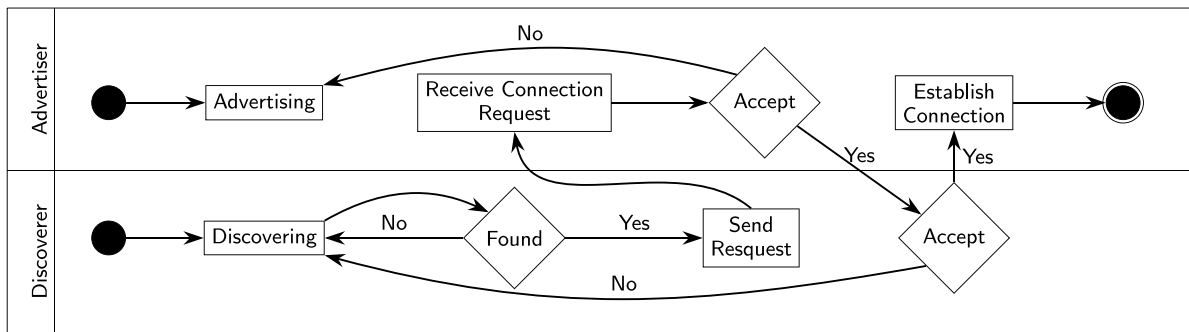 Advertiser
No
Advertising
Receive Connection
Request
Accept
Establish
Connection
Yes
Yes
Discoverer
Discovering
No
Found
Yes
Send
Resquest
Accept
No